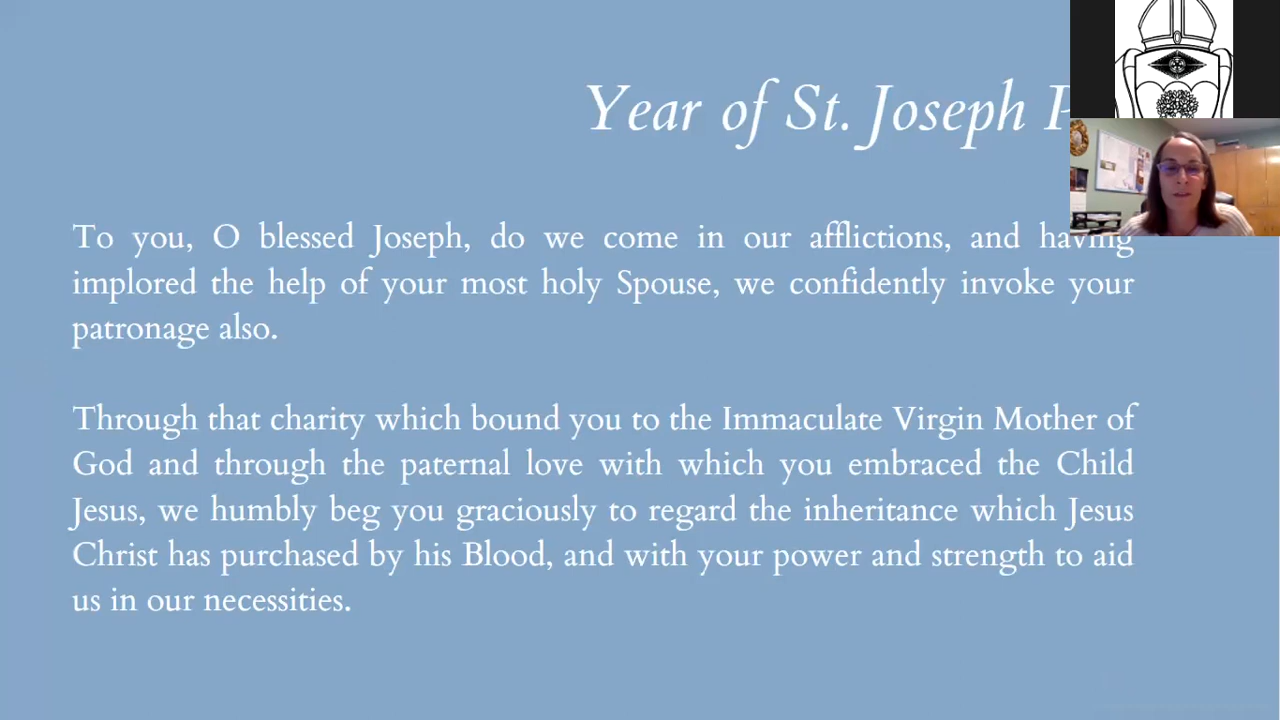 Year of St. Joseph
To you, O blessed Joseph, do we come in our afflictions, and having
implored the help of your most holy Spouse, we confidently invoke your
patronage also.
Through that charity which bound you to the Immaculate Virgin Mother of
God and through the paternal love with which you embraced the Child
Jesus, we humbly beg you graciously to regard the inheritance which Jesus
Christ has purchased by his Blood, and with your power and strength to aid
us in our necessities.